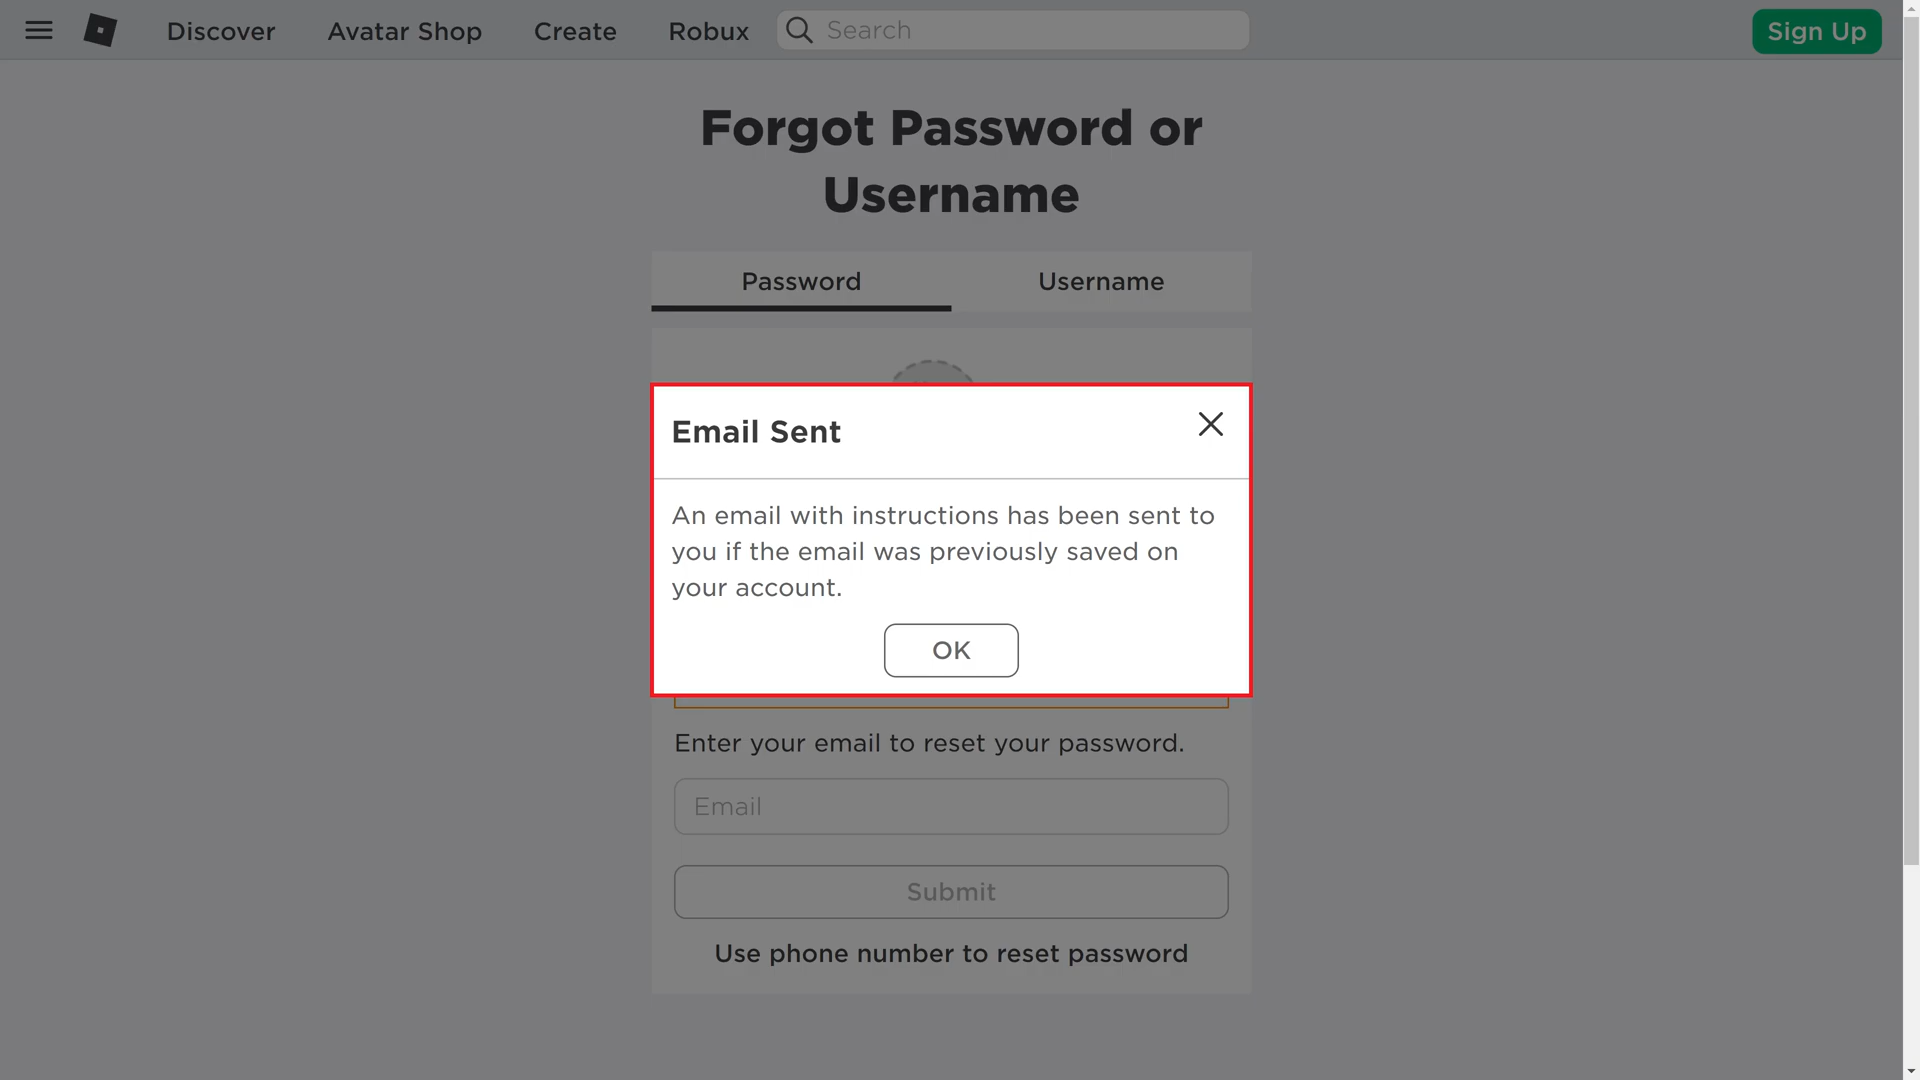 Discover Avatar Shop Create Robux Search Sign Up
Forgot Password or
Username
Password Username
Email Sent
An email with instructions has been sent to
you if the email was previously saved on
your account.
OK
Enter your email to reset your password.
Email
Submit
Use phone number to reset password